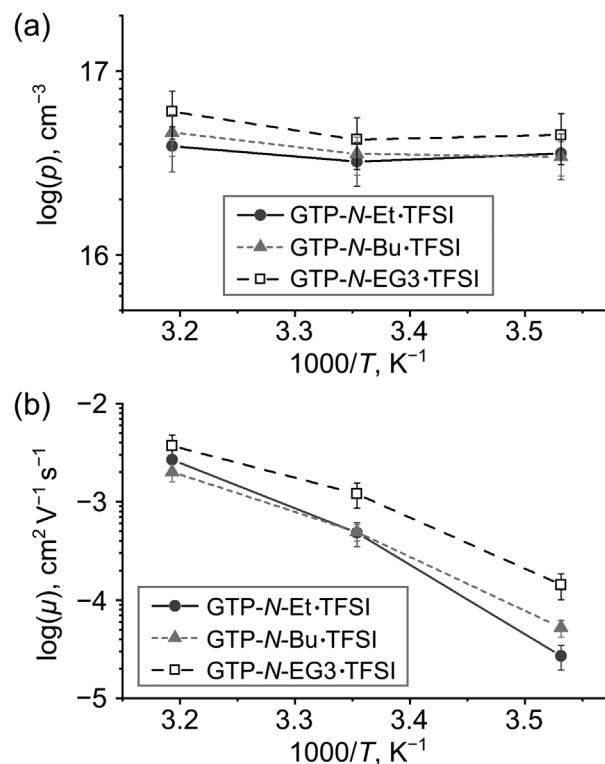 (a)
17
16
log(p), cm⁻³
GTP-N-Et·TFSI
GTP-N-Bu·TFSI
GTP-N-EG3·TFSI
3.2 3.3 3.4 3.5
1000/T, K⁻¹
(b)
−2
−3
−4
−5
log(μ), cm² V⁻¹ s⁻¹
GTP-N-Et·TFSI
GTP-N-Bu·TFSI
GTP-N-EG3·TFSI
3.2 3.3 3.4 3.5
1000/T, K⁻¹